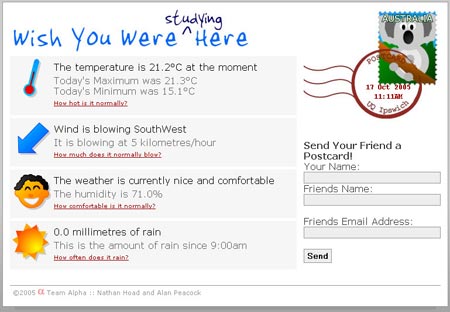 studying
Wish You Were ^ Here
The temperature is 21.2ºC at the moment
Today's Maximum was 21.3ºC
Today's Minimum was 15.1ºC
How hot is it normally?
Wind is blowing SouthWest
It is blowing at 5 kilometres/hour
How much does it normally blow?
The weather is currently nice and comfortable
The humidity is 71.0%
How comfortable is it normally?
0.0 millimetres of rain
This is the amount of rain since 9:00am
How often does it rain?
AUSTRALIA
POSTCARD
17 Oct 2005
11:11AM
UQ Ipswich
Send Your Friend a
Postcard!
Your Name:
Friends Name:
Friends Email Address:
Send
©2005 α Team Alpha :: Nathan Hoad and Alan Peacock